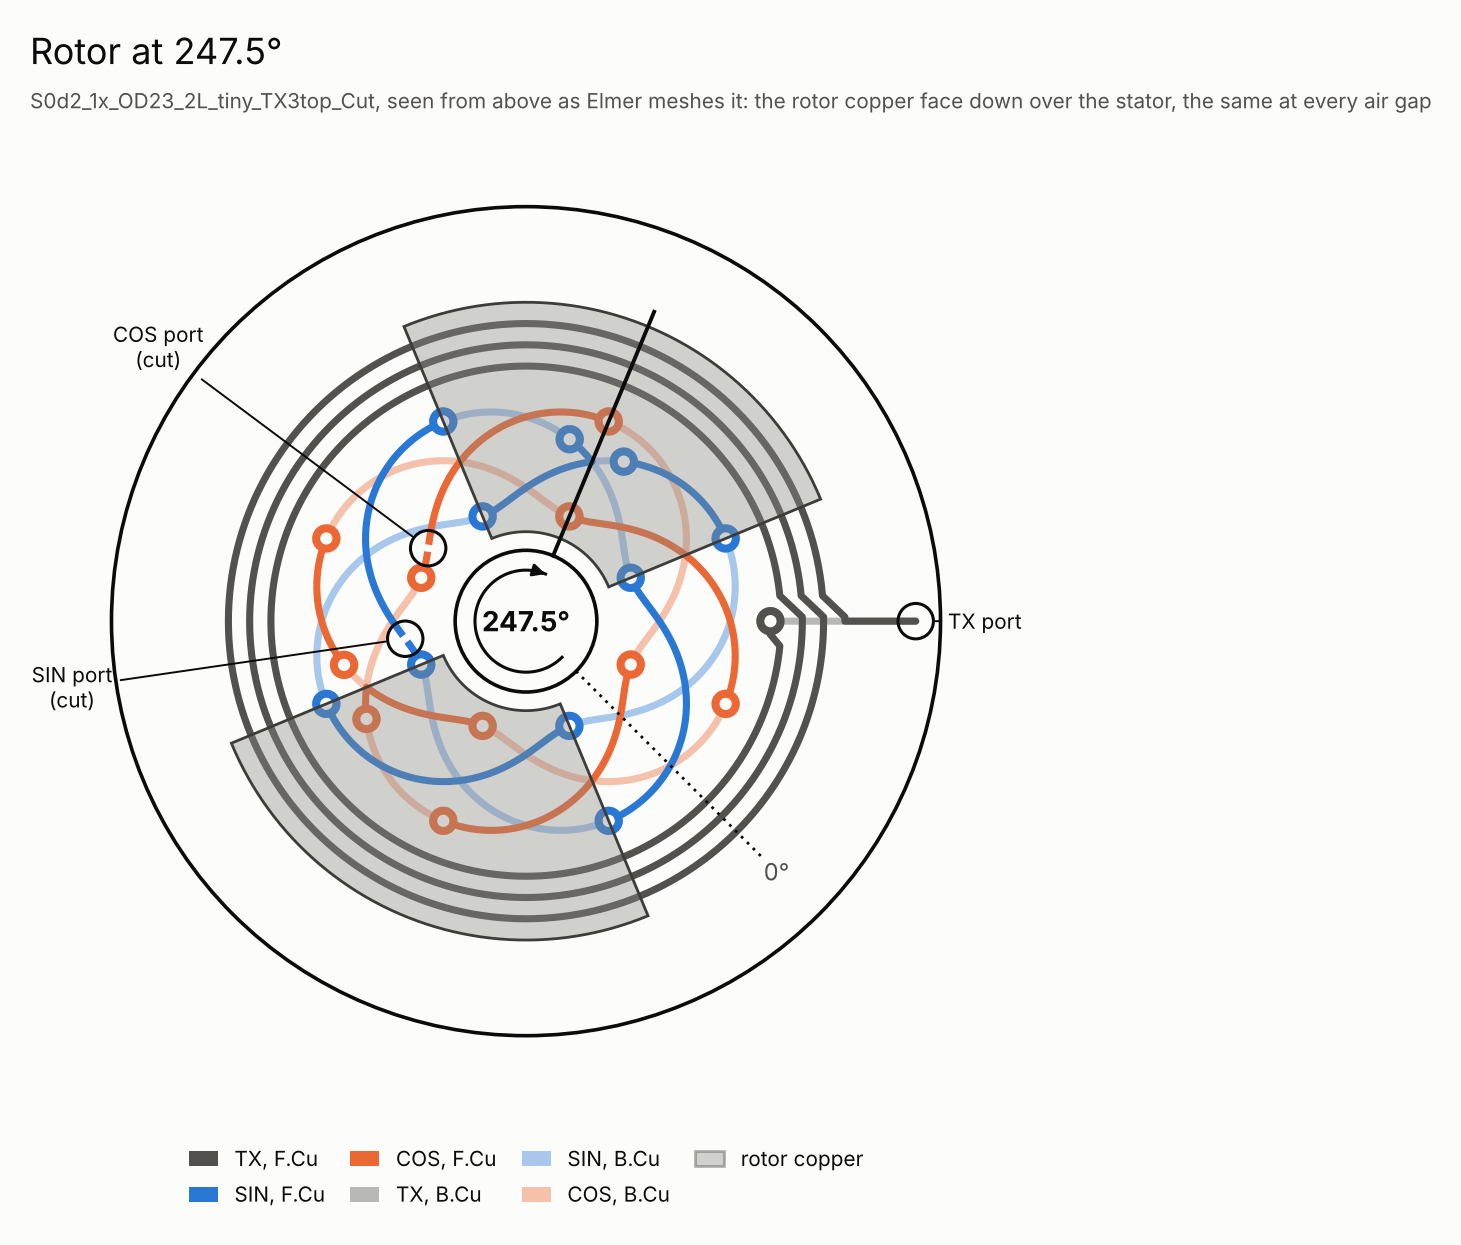 Rotor at 247.5°
S0d2_1x_OD23_2L_tiny_TX3top_Cut, seen from above as Elmer meshes it: the rotor copper face down over the stator, the same at every air gap
COS port
(cut)
247.5°
TX port
SIN port
(cut)
0°
TX, F.Cu
COS, F.Cu
SIN, B.Cu
rotor copper
SIN, F.Cu
TX, B.Cu
COS, B.Cu